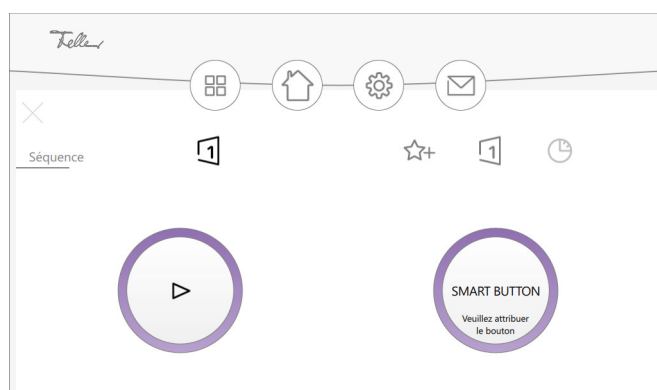 Feller
Séquence
1
1
SMART BUTTON
Veuillez attribuer
le bouton